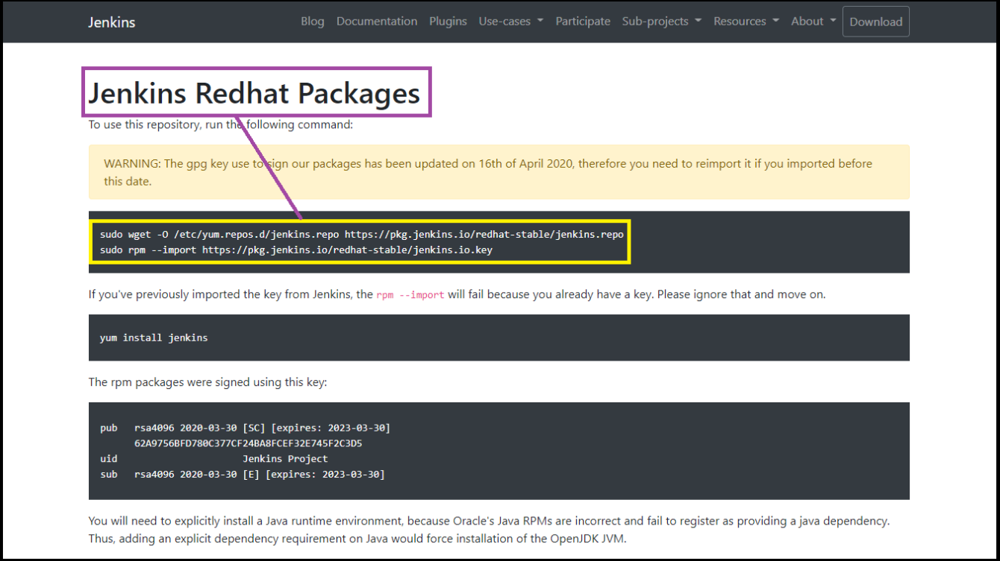 Jenkins Blog Documentation Plugins Use-cases Participate Sub-projects Resources About Download
Jenkins Redhat Packages
To use this repository, run the following command:
WARNING: The gpg key use to sign our packages has been updated on 16th of April 2020, therefore you need to reimport it if you imported before
this date.
sudo wget -O /etc/yum.repos.d/jenkins.repo https://pkg.jenkins.io/redhat-stable/jenkins.repo
sudo rpm --import https://pkg.jenkins.io/redhat-stable/jenkins.io.key
If you've previously imported the key from Jenkins, the rpm --import will fail because you already have a key. Please ignore that and move on.
yum install jenkins
The rpm packages were signed using this key:
pub rsa4096 2020-03-30 [SC] [expires: 2023-03-30]
62A9756BFD780C377CF24BA8FCEF32E745F2C3D5
uid Jenkins Project
sub rsa4096 2020-03-30 [E] [expires: 2023-03-30]
You will need to explicitly install a Java runtime environment, because Oracle's Java RPMs are incorrect and fail to register as providing a java dependency.
Thus, adding an explicit dependency requirement on Java would force installation of the OpenJDK JVM.